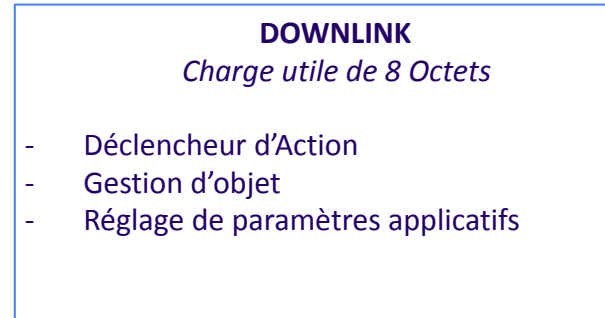 DOWNLINK
Charge utile de 8 Octets
- Déclencheur d’Action
- Gestion d’objet
- Réglage de paramètres applicatifs